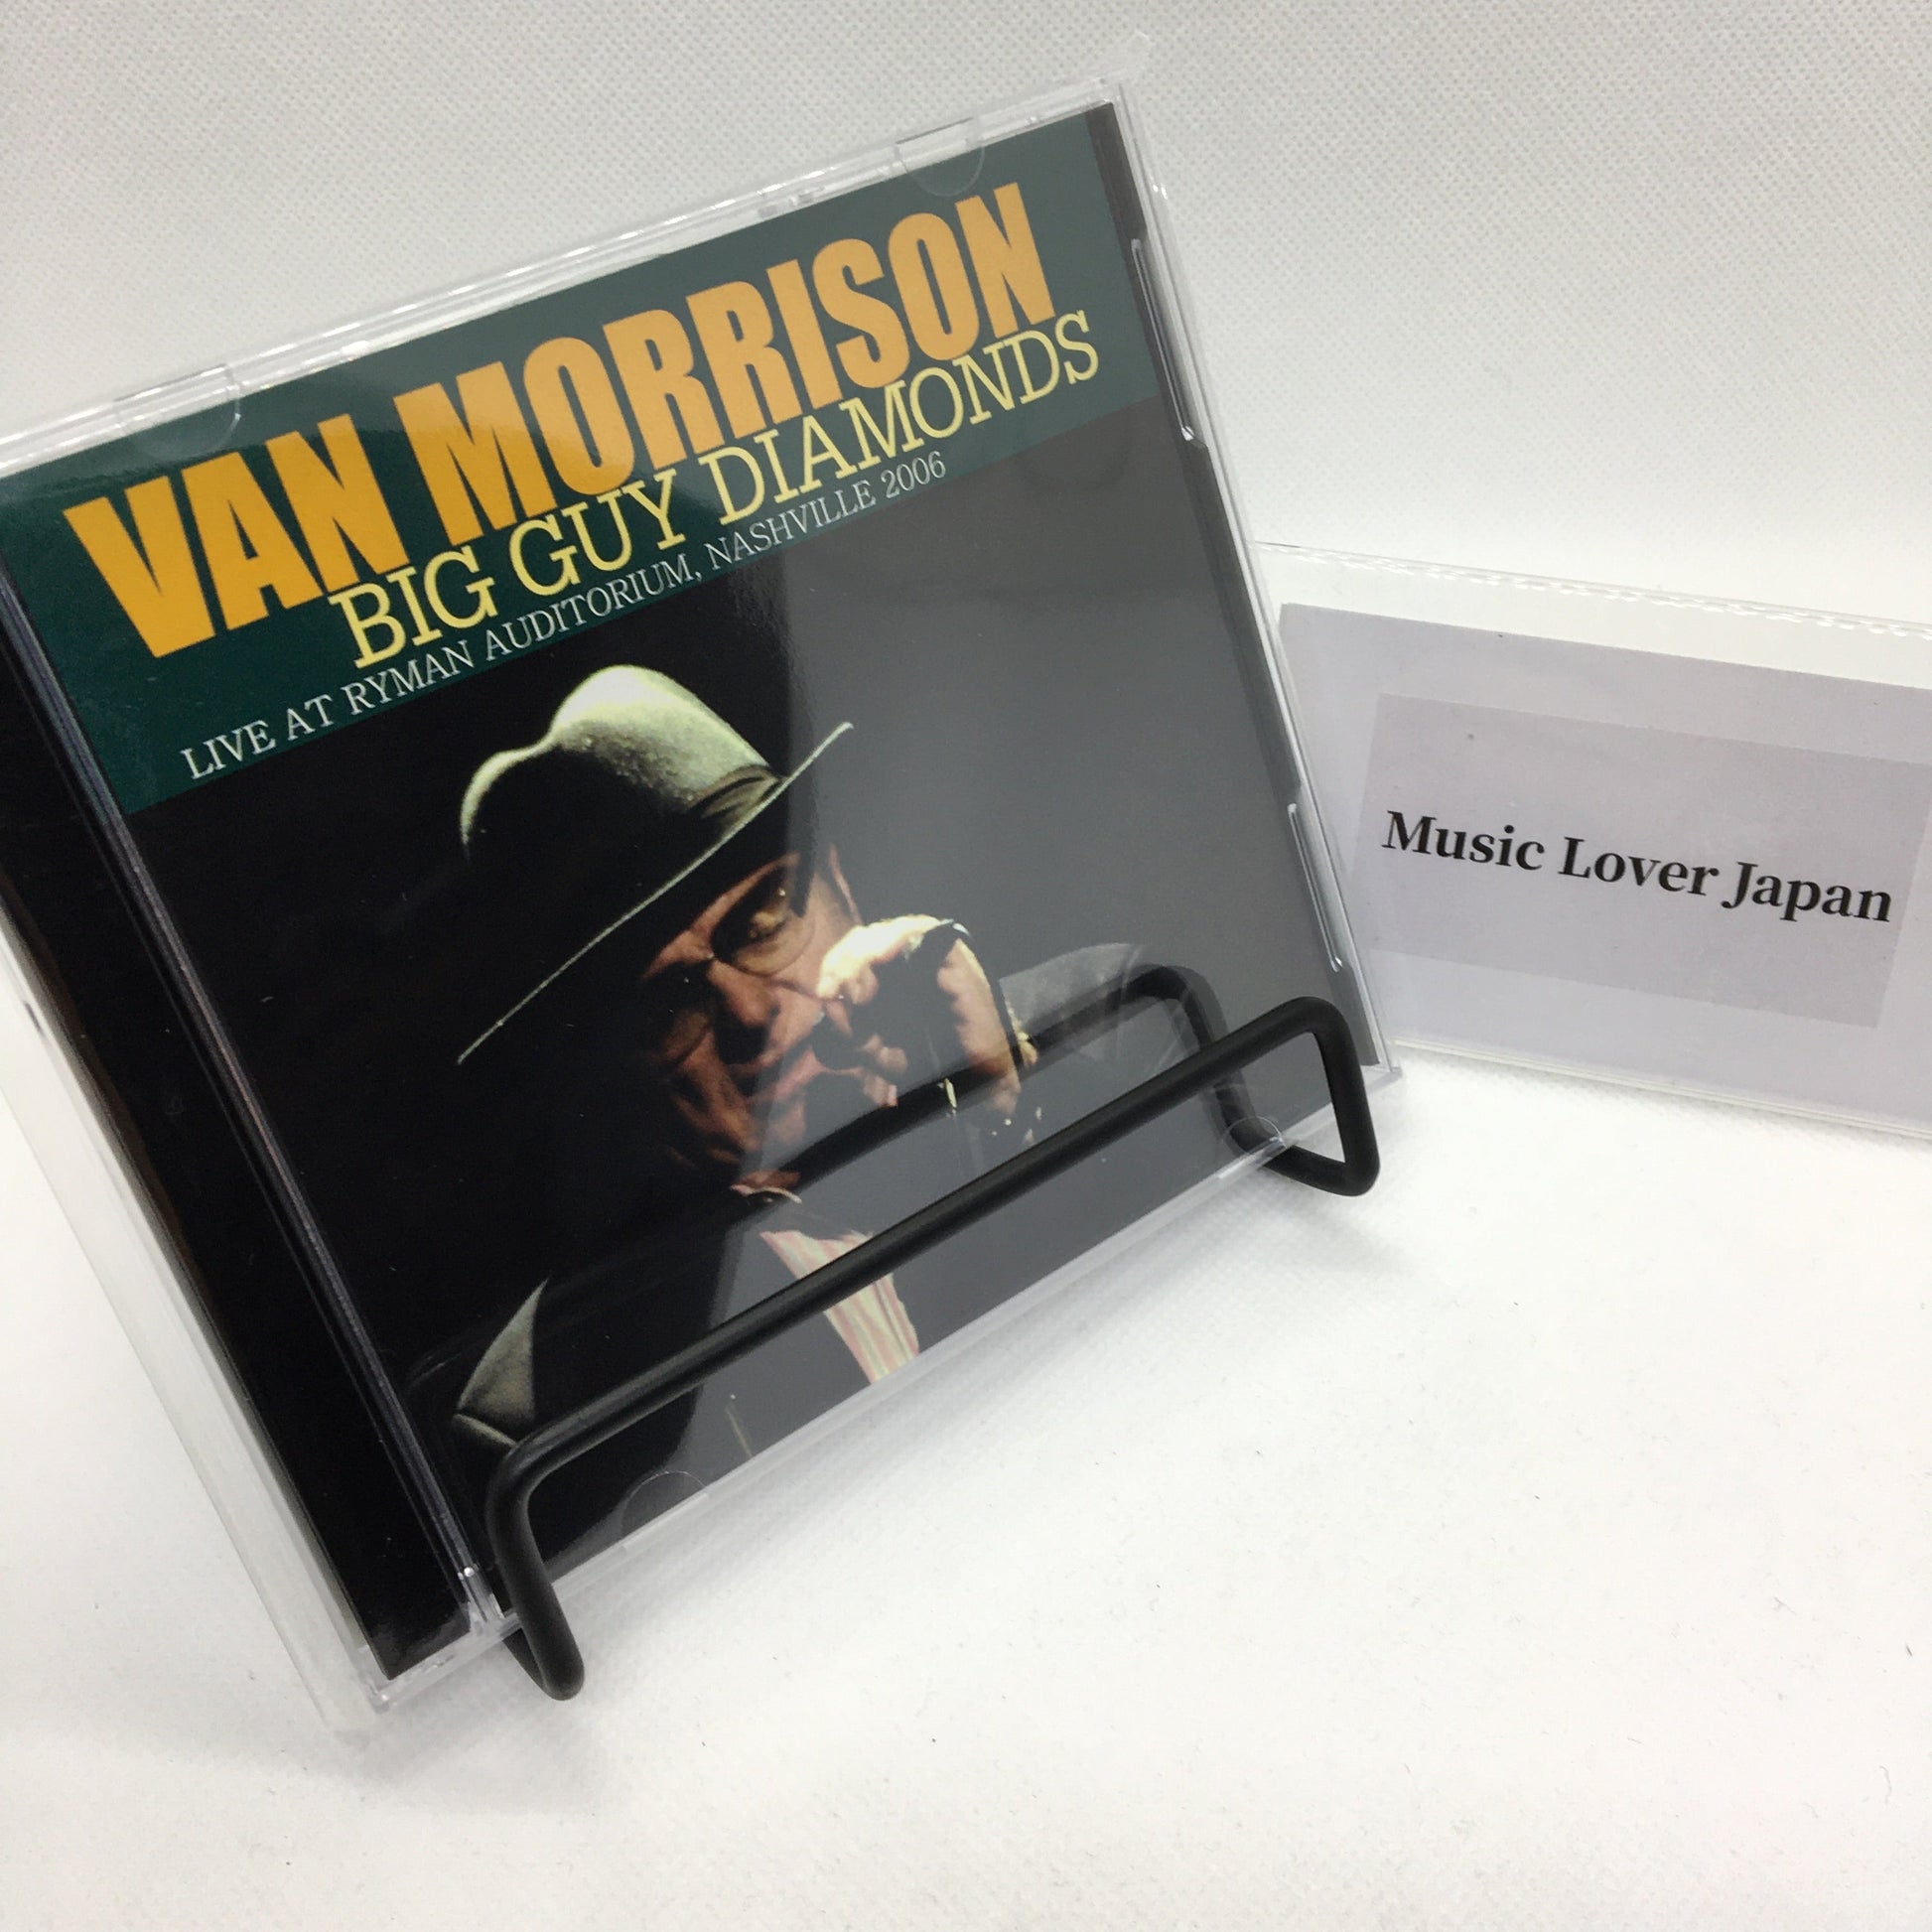 VAN MORRISON
BIG GUY DIAMONDS
LIVE AT RYMAN AUDITORIUM, NASHVILLE 2006
Music Lover Japan